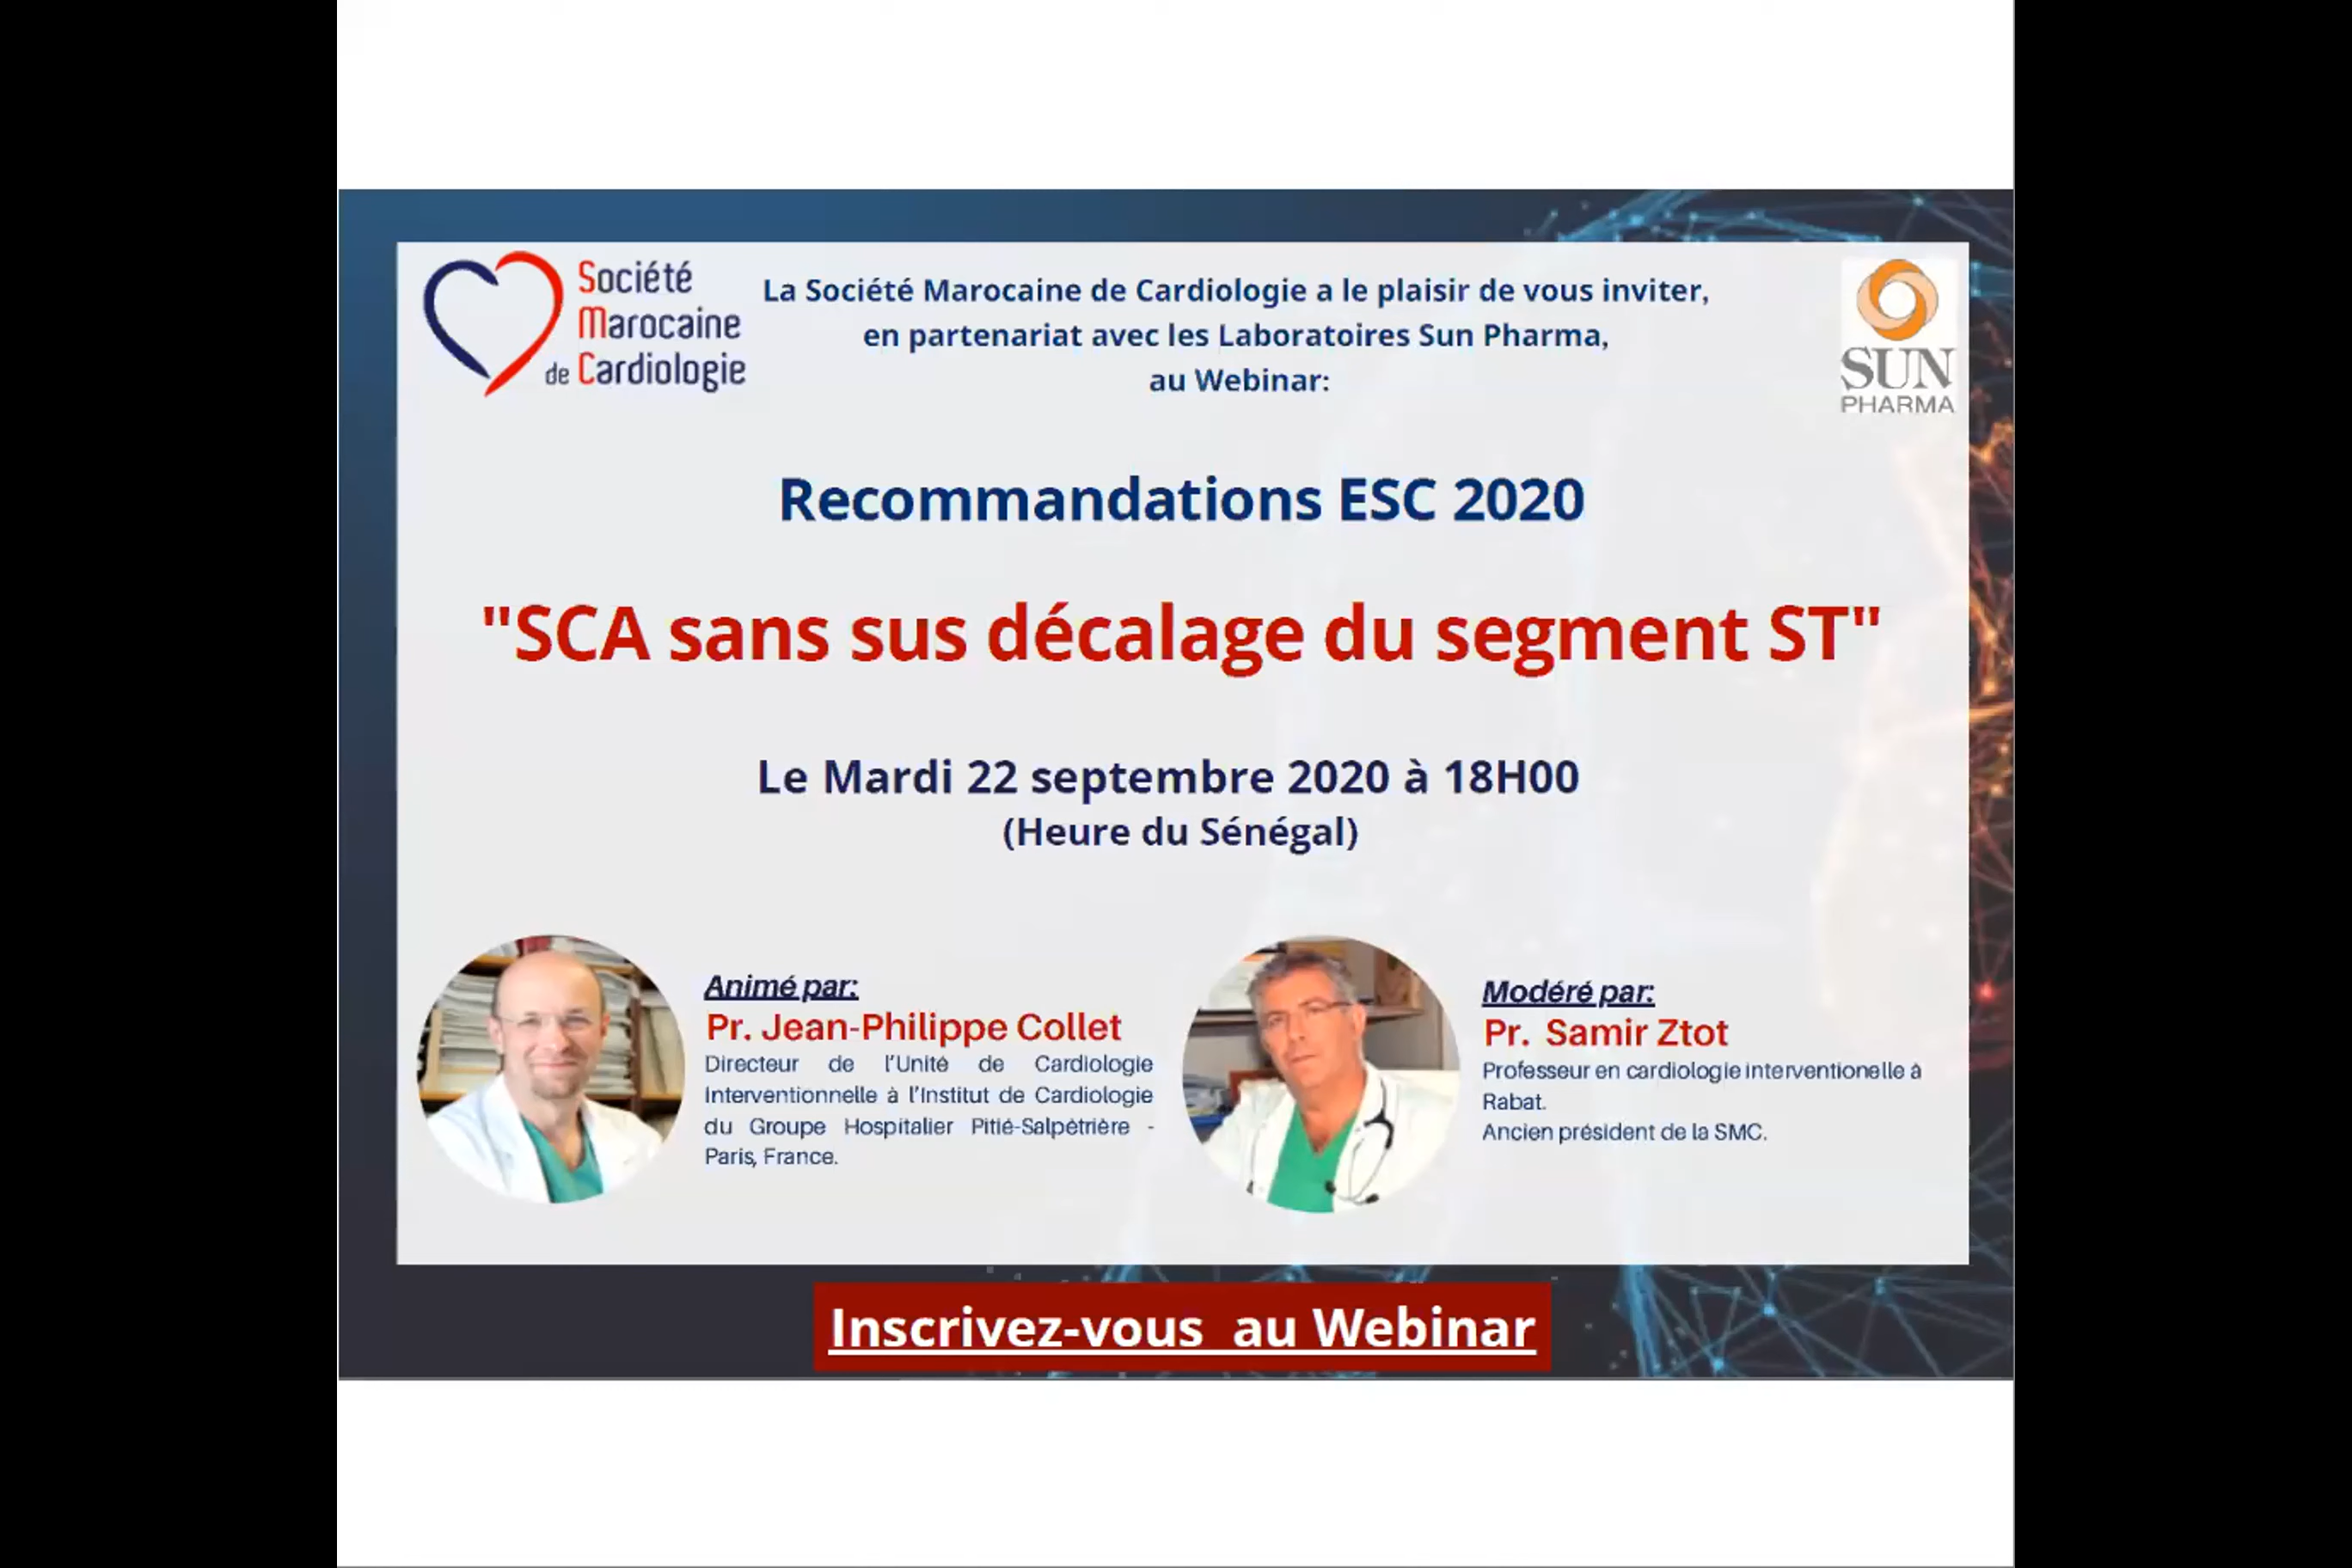 Société
Marocaine
de Cardiologie
La Société Marocaine de Cardiologie a le plaisir de vous inviter,
en partenariat avec les Laboratoires Sun Pharma,
au Webinar:
SUN
PHARMA
Recommandations ESC 2020
"SCA sans sus décalage du segment ST"
Le Mardi 22 septembre 2020 à 18H00
(Heure du Sénégal)
Animé par:
Pr. Jean-Philippe Collet
Directeur de l'Unité de Cardiologie
Interventionnelle à l'Institut de Cardiologie
du Groupe Hospitalier Pitié-Salpêtrière -
Paris, France.
Modéré par:
Pr. Samir Ztot
Professeur en cardiologie interventionelle à
Rabat.
Ancien président de la SMC.
Inscrivez-vous au Webinar